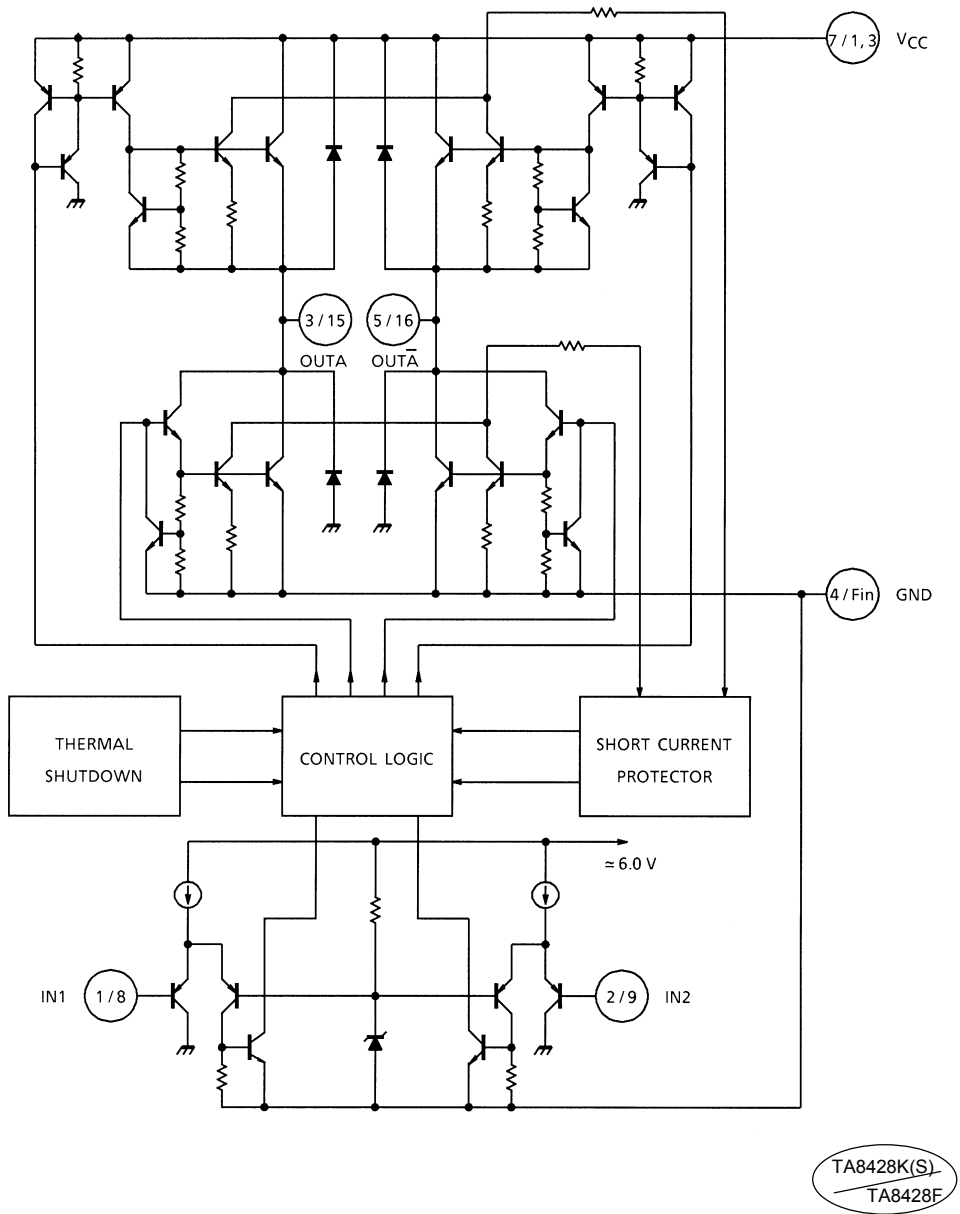 7/1, 3 VCC
3/15 5/16
OUTA OUTA̅
4/Fin GND
THERMAL
SHUTDOWN
CONTROL LOGIC
SHORT CURRENT
PROTECTOR
≃6.0 V
IN1 1/8 2/9 IN2
TA8428K(S)
TA8428F